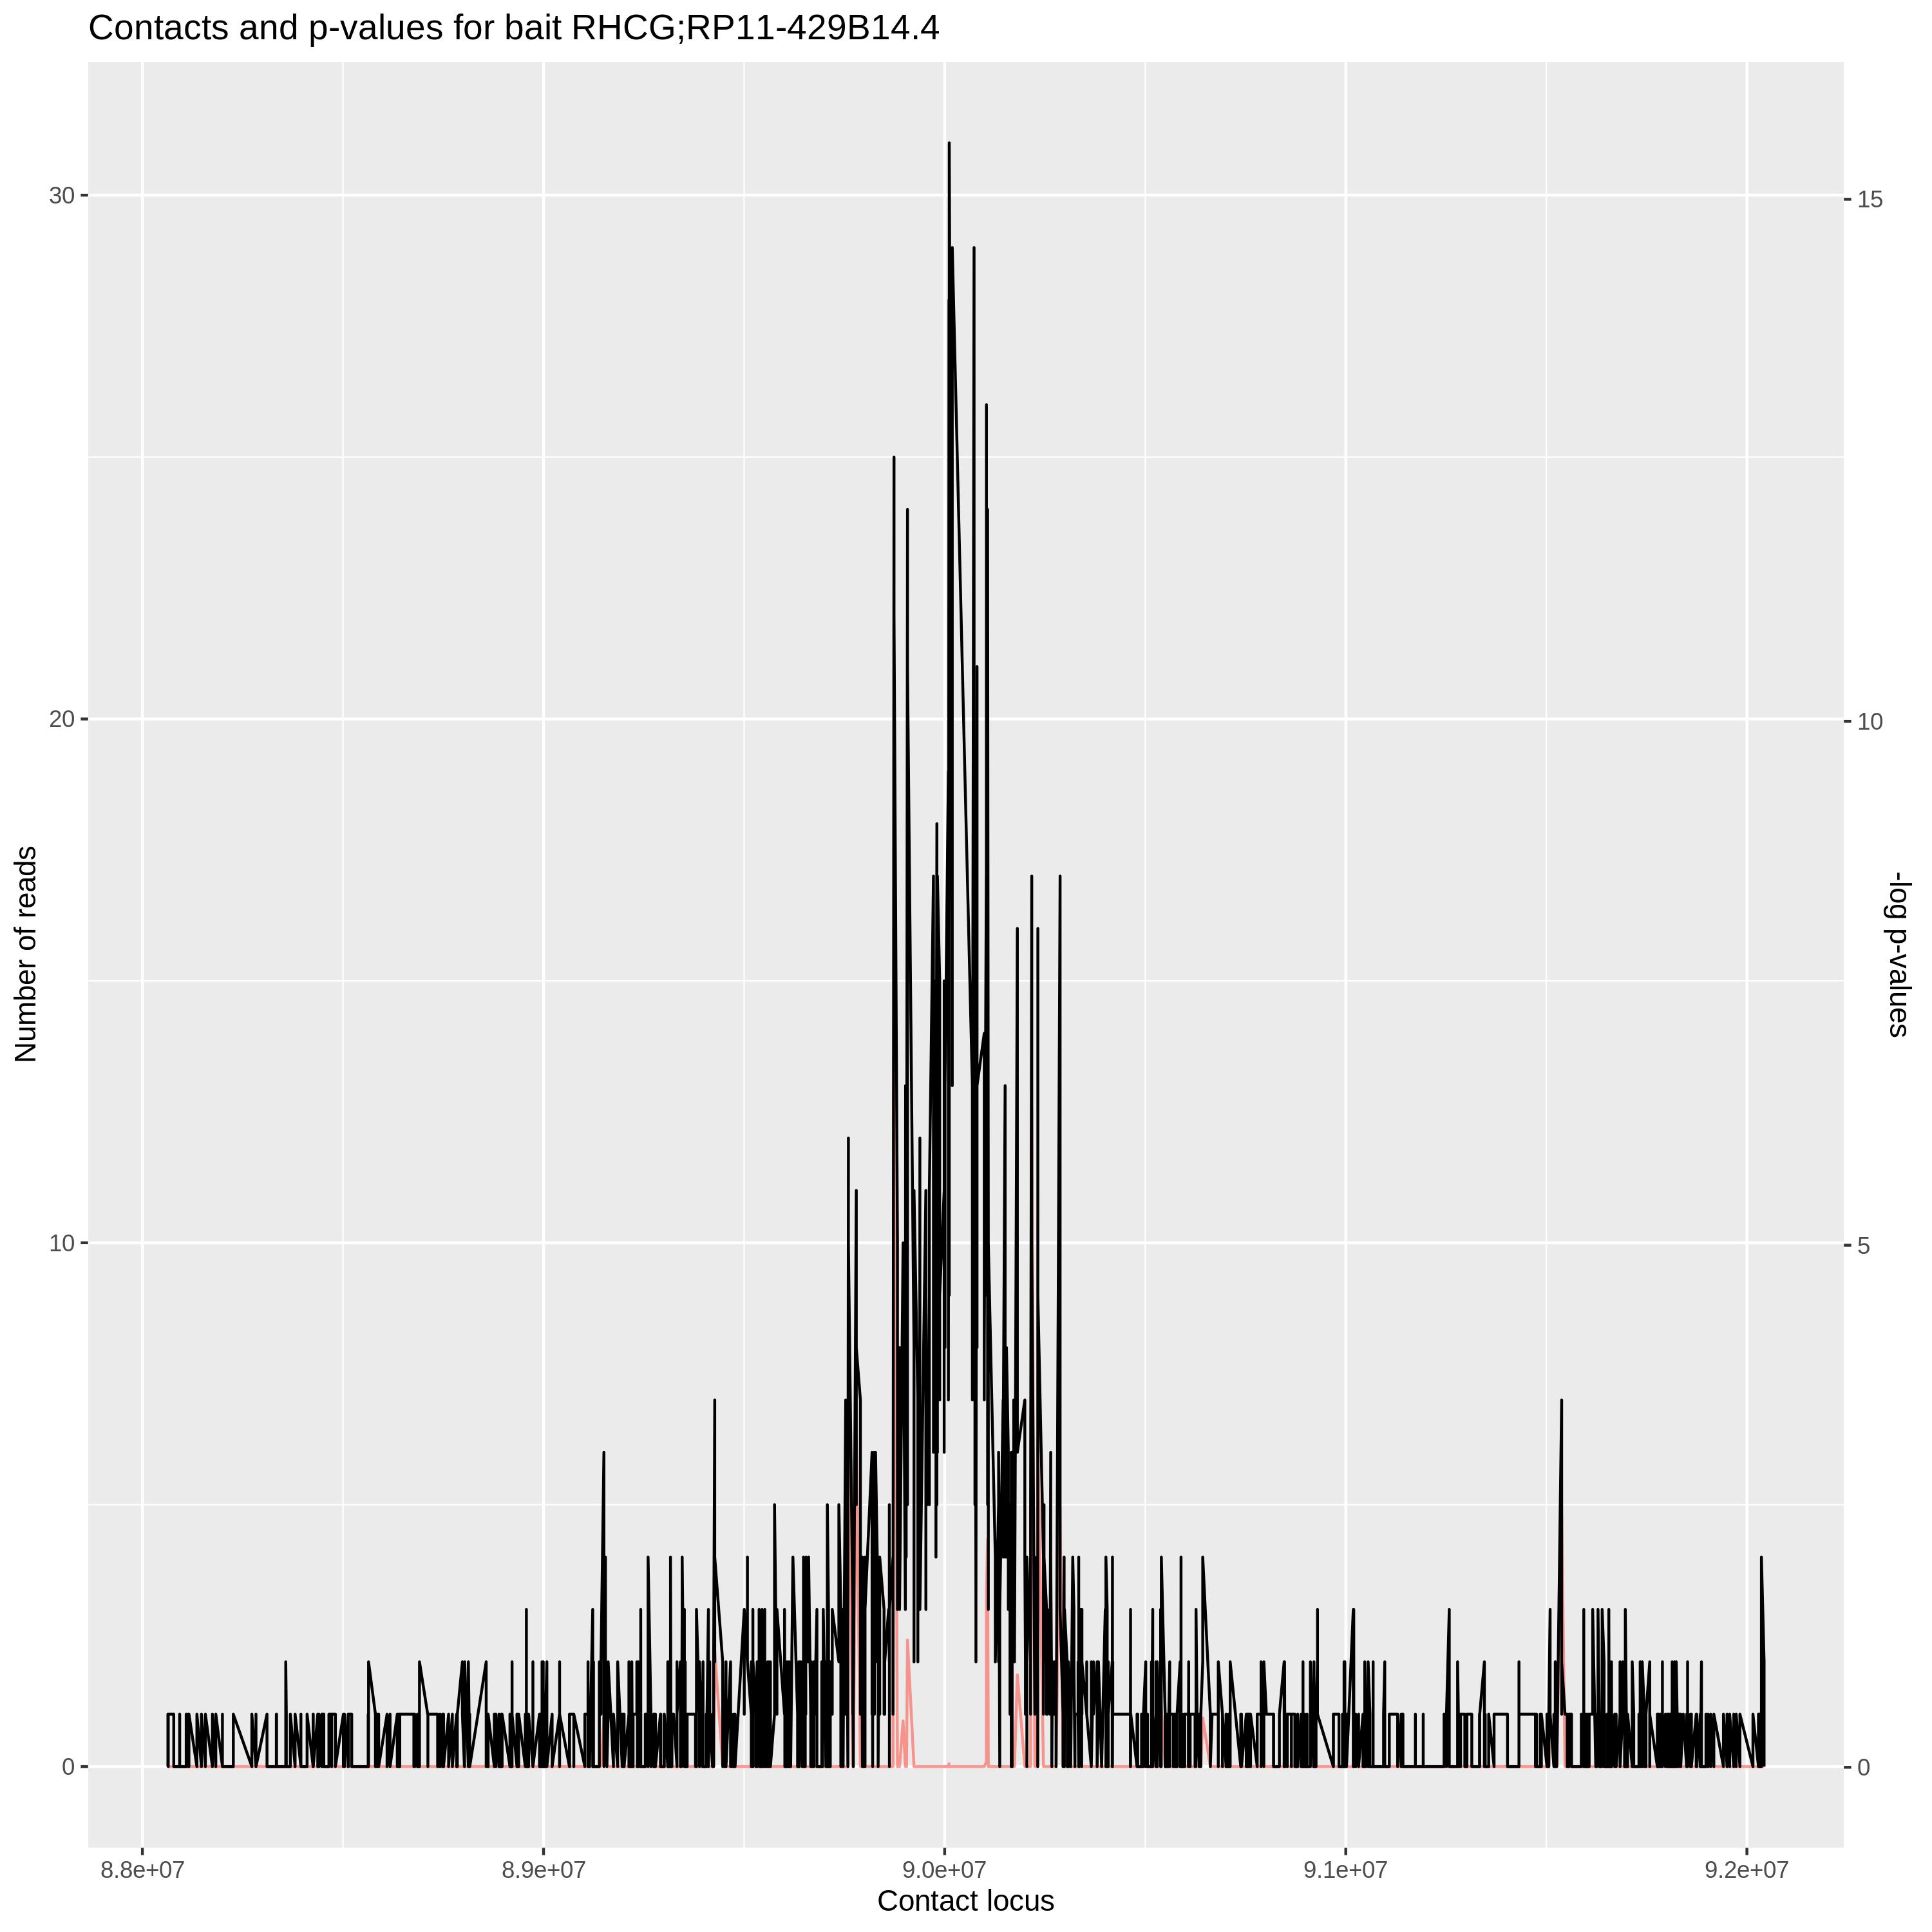 Contacts and p-values for bait RHCG;RP11-429B14.4
30
20
10
0
Number of reads
15
10
5
0
-log p-values
8.8e+07 8.9e+07 9.0e+07 9.1e+07 9.2e+07
Contact locus